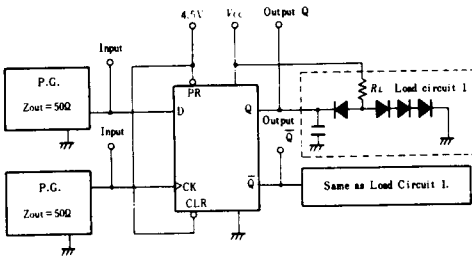 4.5V Vcc Output Q
Input
P.G.
Zout = 50Ω
PR
D Q
RL Load circuit 1
Input
Output
Q̅
P.G.
Zout = 50Ω
CK Q̅
CLR
Same as Load Circuit 1.